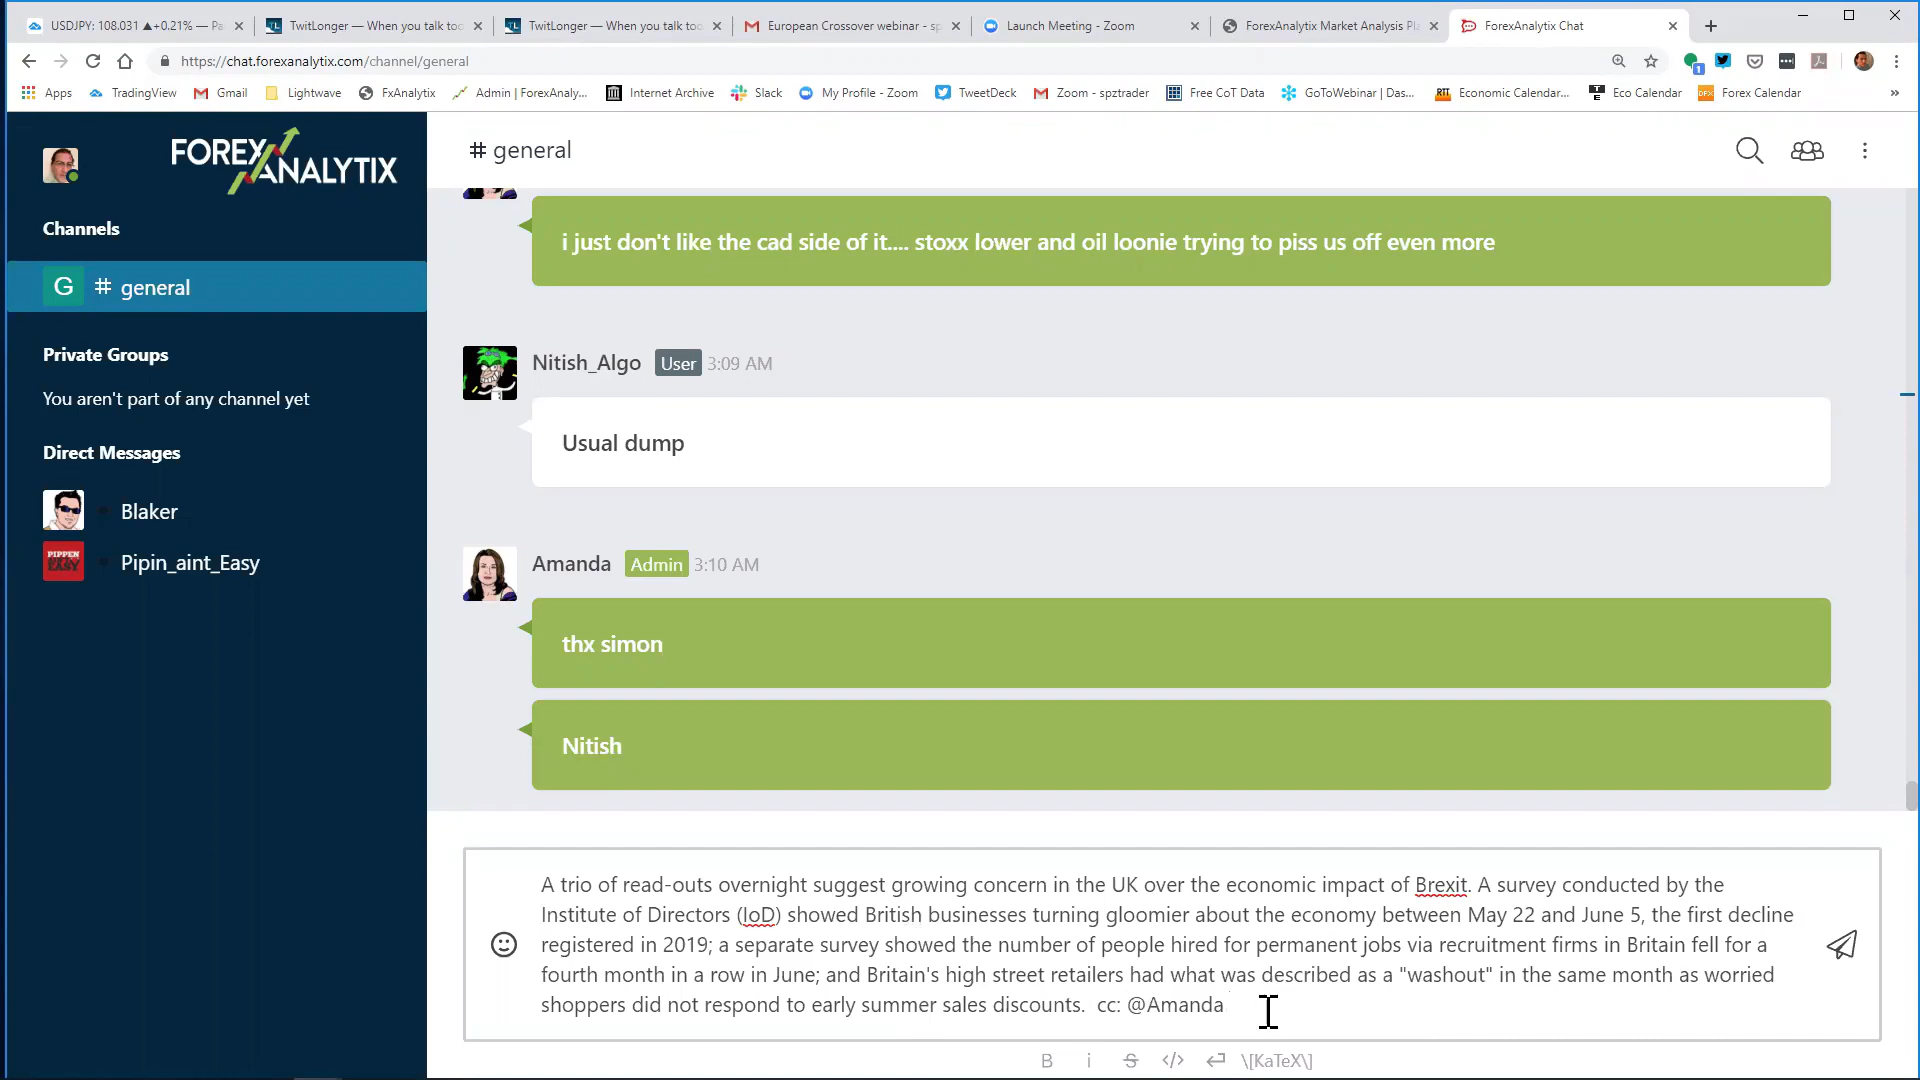 USDJPY: 108.031 ▲+0.21% — Pa
TwitLonger — When you talk too
TwitLonger — When you talk too
European Crossover webinar - sp
Launch Meeting - Zoom
ForexAnalytix Market Analysis Pl
ForexAnalytix Chat
https://chat.forexanalytix.com/channel/general
1
Apps
TradingView
Gmail
Lightwave
FxAnalytix
Admin | ForexAnaly...
Internet Archive
Slack
My Profile - Zoom
TweetDeck
Zoom - spztrader
Free CoT Data
GoToWebinar | Das...
RTT
Economic Calendar...
Eco Calendar
DFX
Forex Calendar
»
FOREX
ANALYTIX
Channels
G # general
Private Groups
You aren't part of any channel yet
Direct Messages
Blaker
PIPPEN
EASY
Pipin_aint_Easy
# general
i just don't like the cad side of it.... stoxx lower and oil loonie trying to piss us off even more
Nitish_Algo User 3:09 AM
Usual dump
Amanda Admin 3:10 AM
thx simon
Nitish
A trio of read-outs overnight suggest growing concern in the UK over the economic impact of Brexit. A survey conducted by the
Institute of Directors (IoD) showed British businesses turning gloomier about the economy between May 22 and June 5, the first decline
registered in 2019; a separate survey showed the number of people hired for permanent jobs via recruitment firms in Britain fell for a
fourth month in a row in June; and Britain's high street retailers had what was described as a "washout" in the same month as worried
shoppers did not respond to early summer sales discounts.  cc: @Amanda
B i S </> \[KaTeX\]